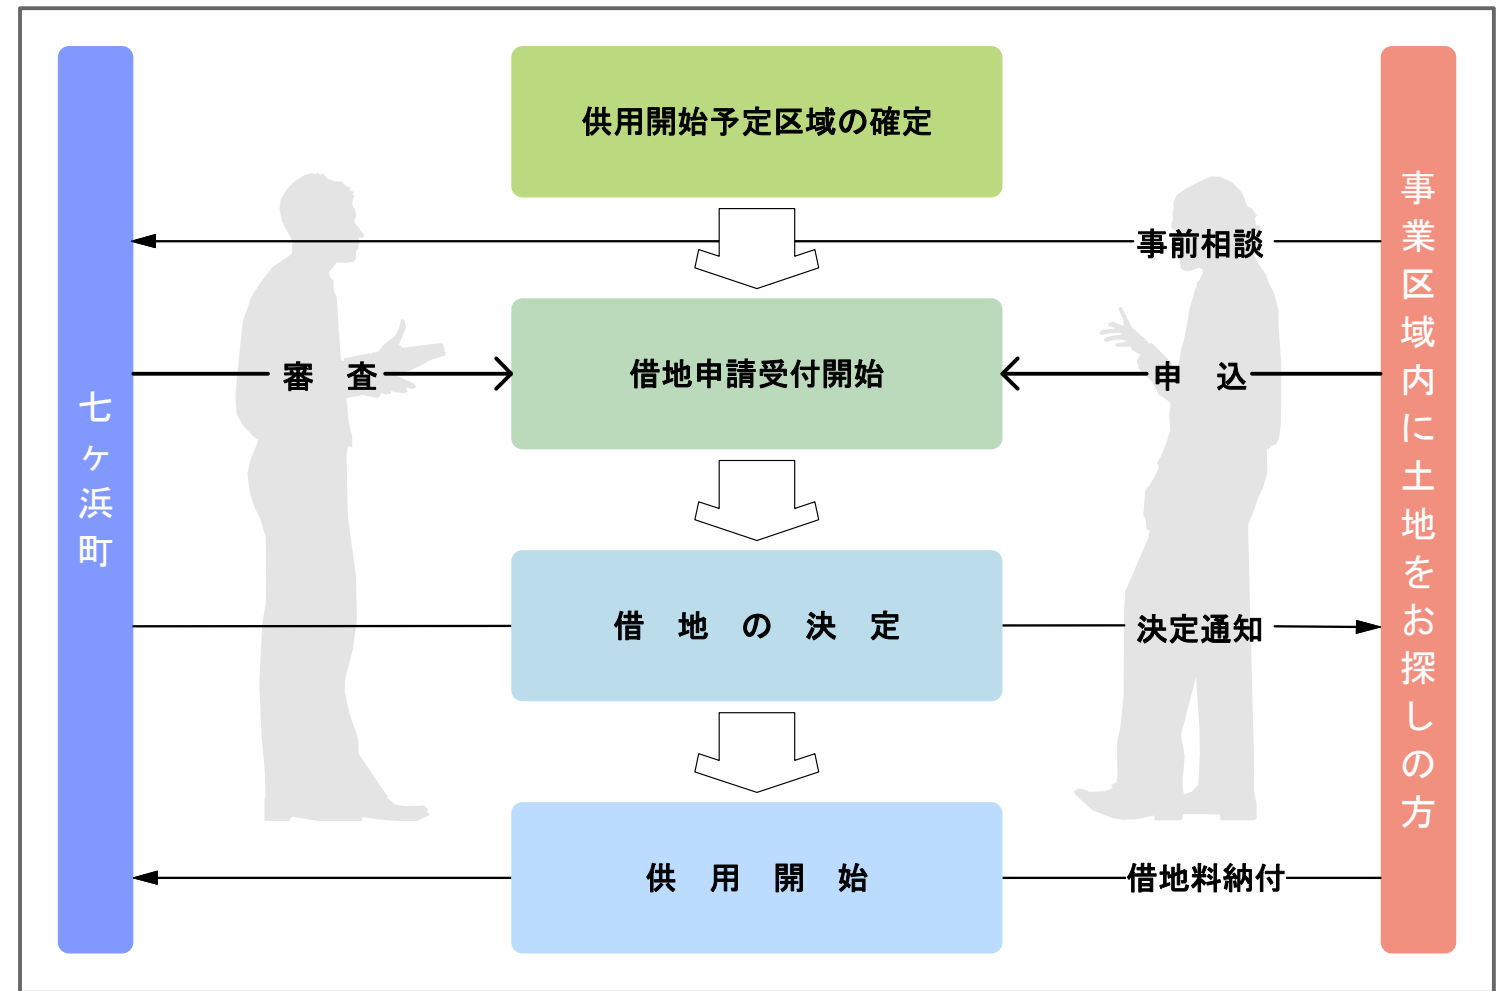 供用開始予定区域の確定
事前相談
審　査
借地申請受付開始
申　込
七ヶ浜町
事業区域内に土地をお探しの方
借　地　の　決　定
決定通知
供　用　開　始
借地料納付